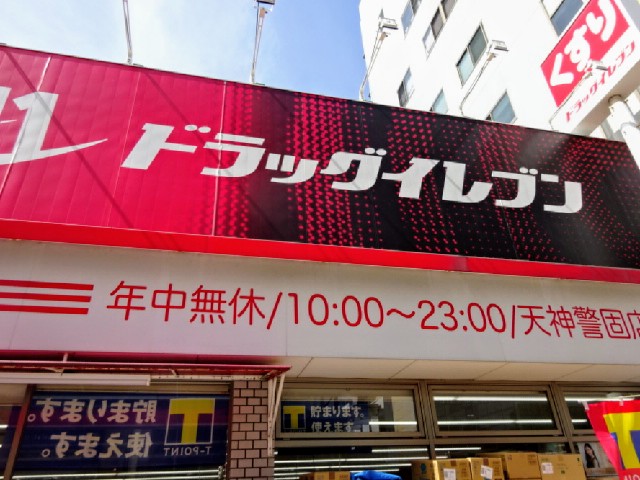 くすり
ドラッグイレブン
ドラッグイレブン
年中無休/10:00～23:00/天神警固店
貯まります。
使えます。
T
T-POINT
T
貯まります。
使えます。